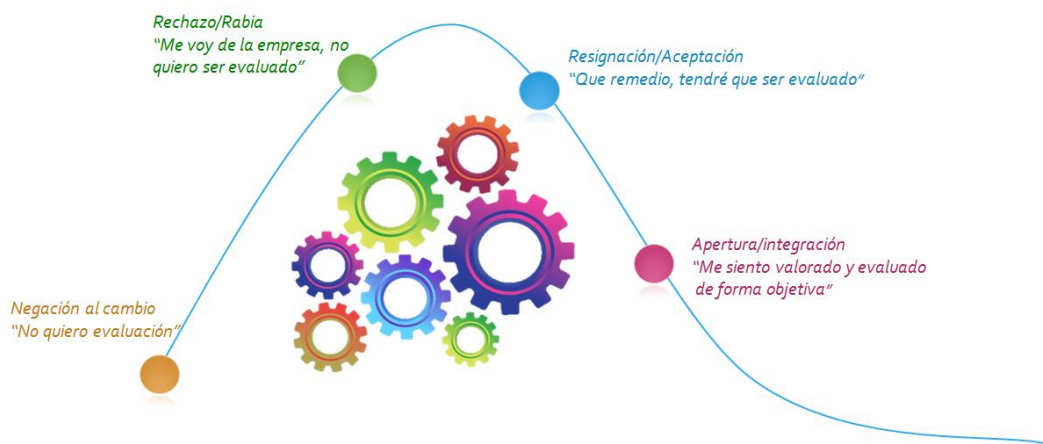 Rechazo/Rabia
"Me voy de la empresa, no
quiero ser evaluado"
Resignación/Aceptación
"Que remedio, tendré que ser evaluado"
Apertura/integración
"Me siento valorado y evaluado
de forma objetiva"
Negación al cambio
"No quiero evaluación"